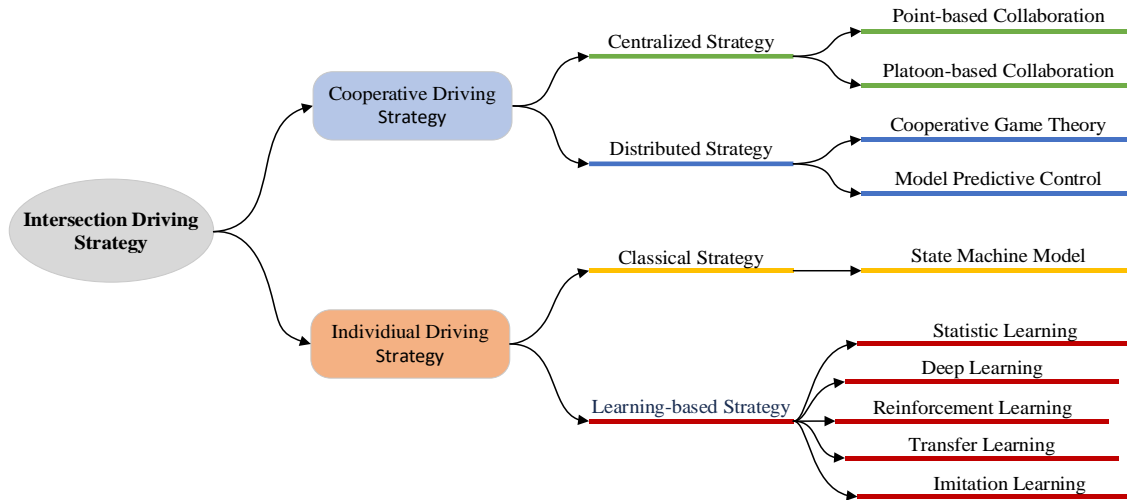 Intersection Driving
Strategy
Cooperative Driving
Strategy
Centralized Strategy
Point-based Collaboration
Platoon-based Collaboration
Distributed Strategy
Cooperative Game Theory
Model Predictive Control
Individiual Driving
Strategy
Classical Strategy
State Machine Model
Learning-based Strategy
Statistic Learning
Deep Learning
Reinforcement Learning
Transfer Learning
Imitation Learning